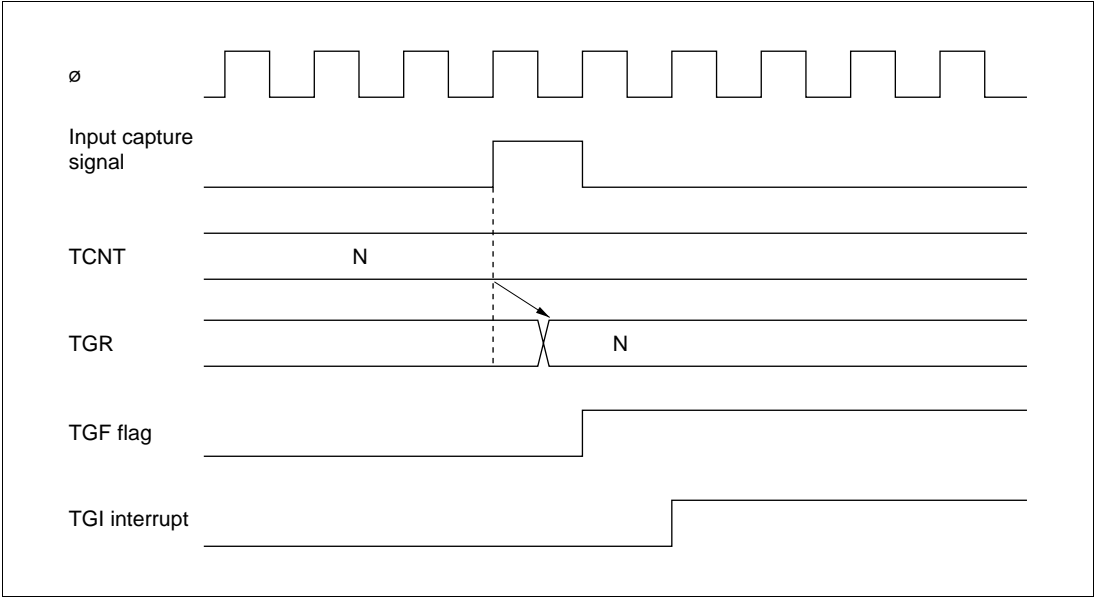 ø
Input capture
signal
TCNT
N
TGR
N
TGF flag
TGI interrupt